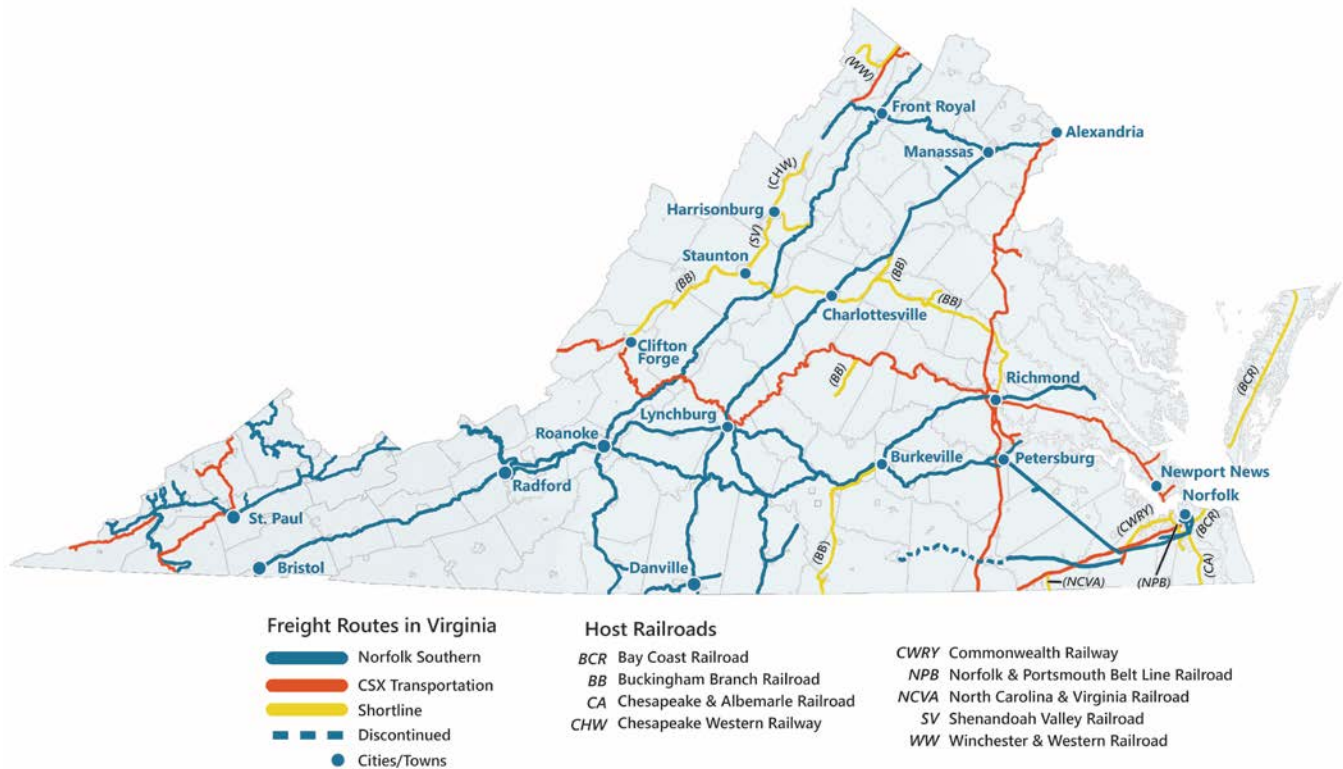 (WW)
Front Royal
Alexandria
Manassas
(CHW)
Harrisonburg
(SV)
Staunton
(BB)
(BB)
(BB)
Charlottesville
Clifton
Forge
(BCR)
(BB)
Richmond
Lynchburg
Roanoke
Burkeville
Petersburg
Radford
Newport News
Norfolk
St. Paul
(CWRY)
(BCR)
(BB)
Bristol
Danville
(NCVA)
(NPB)
(CA)
Freight Routes in Virginia
Norfolk Southern
CSX Transportation
Shortline
Discontinued
Cities/Towns
Host Railroads
BCR Bay Coast Railroad
BB Buckingham Branch Railroad
CA Chesapeake & Albemarle Railroad
CHW Chesapeake Western Railway
CWRY Commonwealth Railway
NPB Norfolk & Portsmouth Belt Line Railroad
NCVA North Carolina & Virginia Railroad
SV Shenandoah Valley Railroad
WW Winchester & Western Railroad